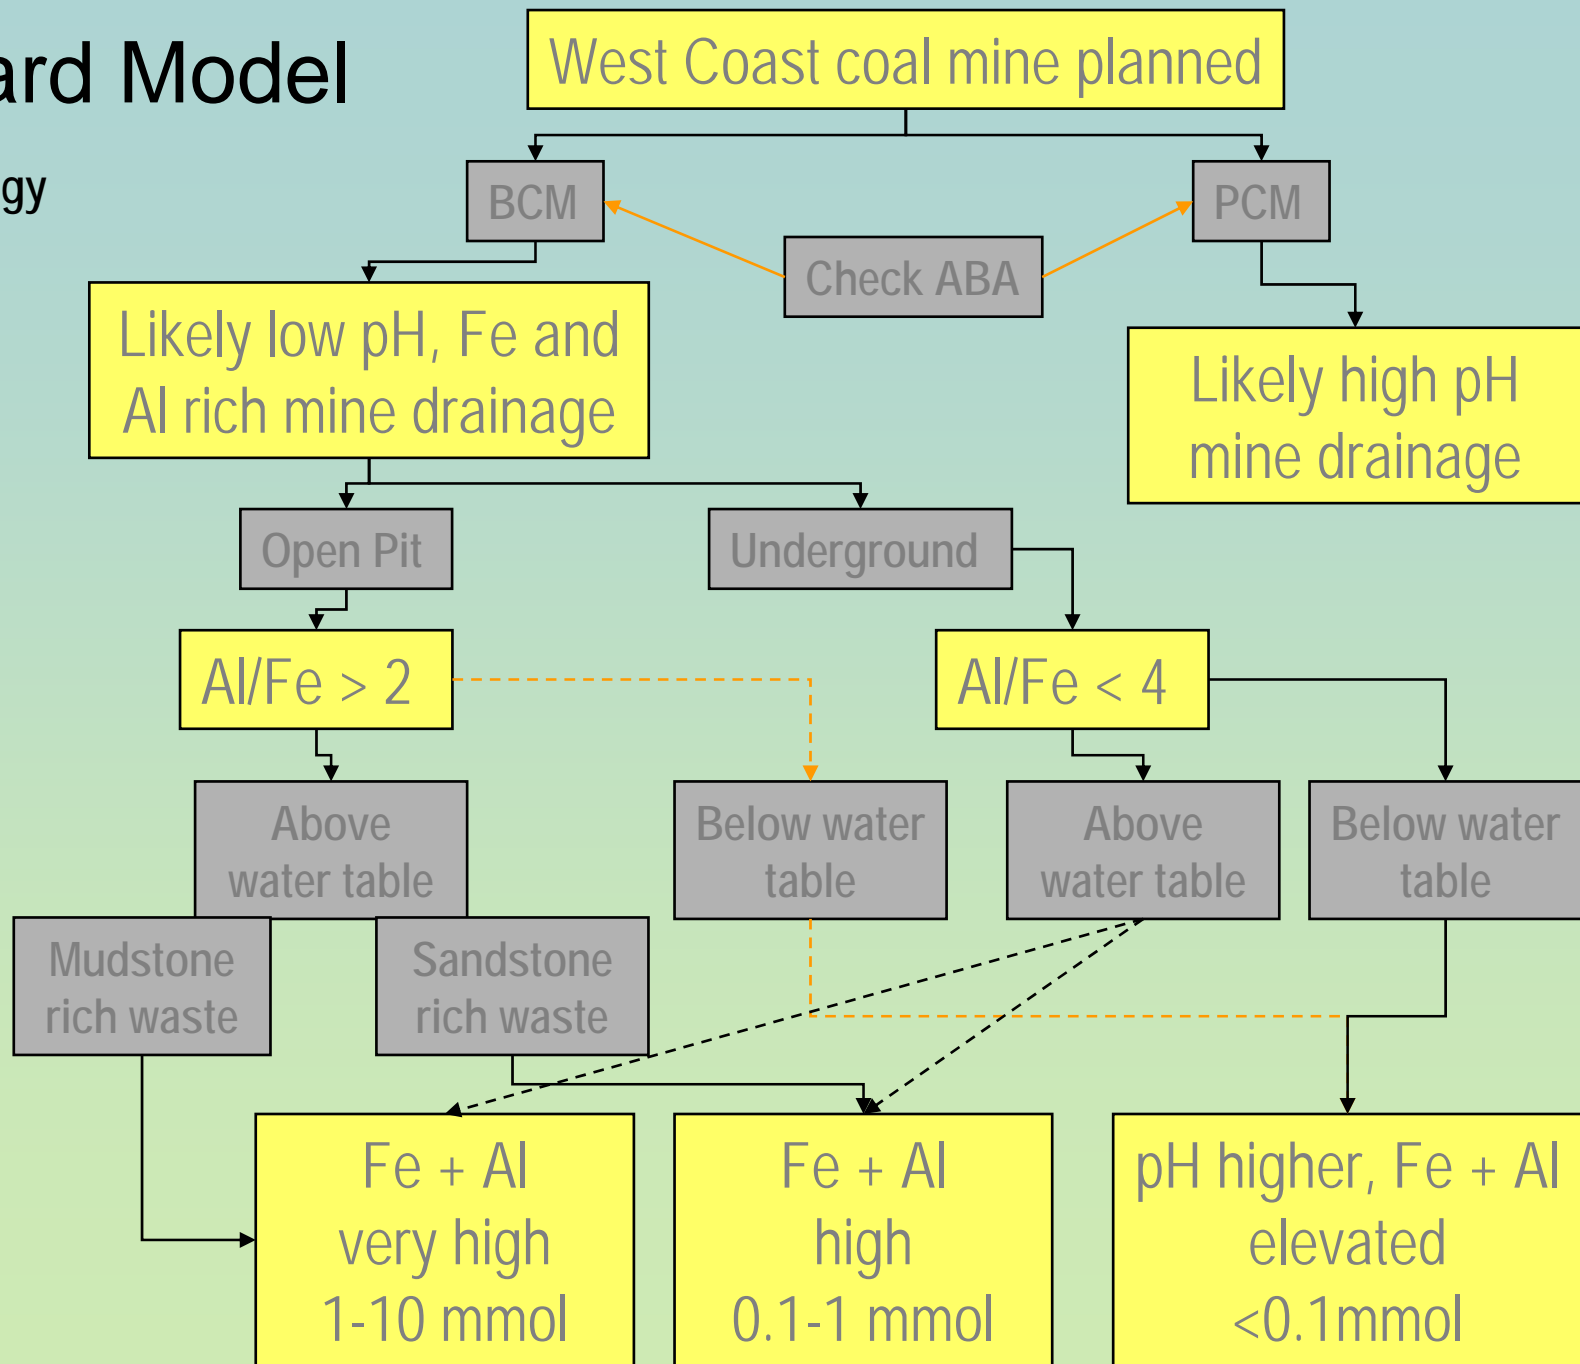 ard Model
West Coast coal mine planned
gy
BCM
PCM
Check ABA
Likely low pH, Fe and
Al rich mine drainage
Likely high pH
mine drainage
Open Pit
Underground
Al/Fe > 2
Al/Fe < 4
Above
water table
Below water
table
Above
water table
Below water
table
Mudstone
rich waste
Sandstone
rich waste
Fe + Al
very high
1-10 mmol
Fe + Al
high
0.1-1 mmol
pH higher, Fe + Al
elevated
<0.1mmol